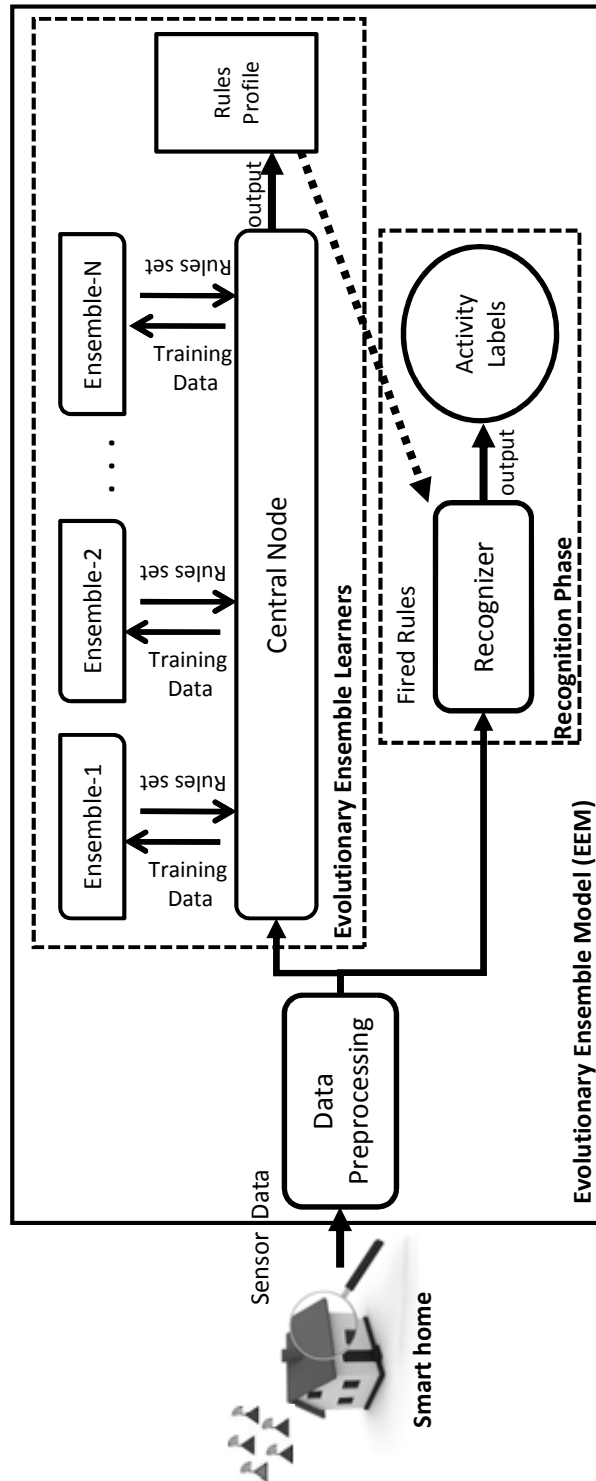 Ensemble-1
Ensemble-2
. . .
Ensemble-N
Training
Data
Rules set
Training
Data
Rules set
Training
Data
Rules set
Central Node
output
Rules
Profile
Evolutionary Ensemble Learners
Smart home
Sensor Data
Data
Preprocessing
Fired Rules
Recognizer
output
Activity
Labels
Recognition Phase
Evolutionary Ensemble Model (EEM)